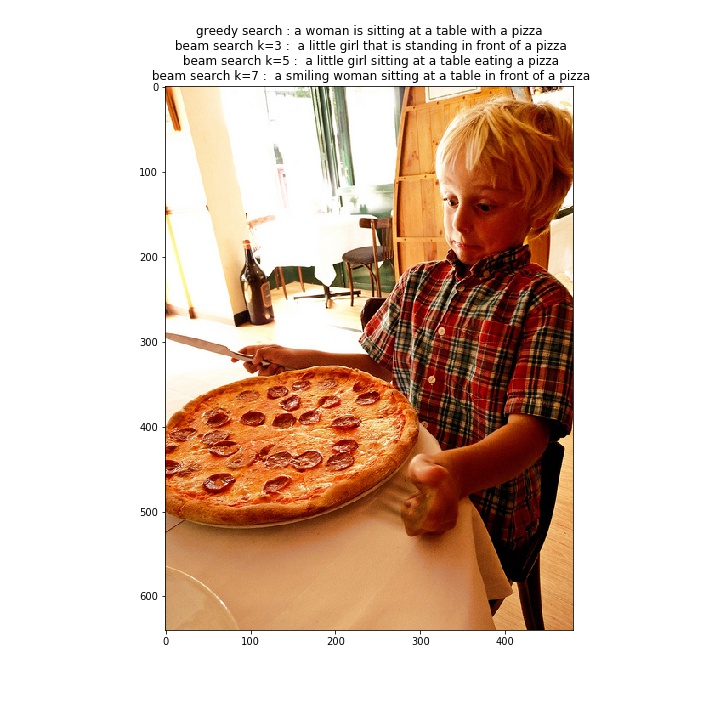 greedy search : a woman is sitting at a table with a pizza
beam search k=3 :  a little girl that is standing in front of a pizza
beam search k=5 :  a little girl sitting at a table eating a pizza
beam search k=7 :  a smiling woman sitting at a table in front of a pizza
0
100
200
300
400
500
600
0 100 200 300 400